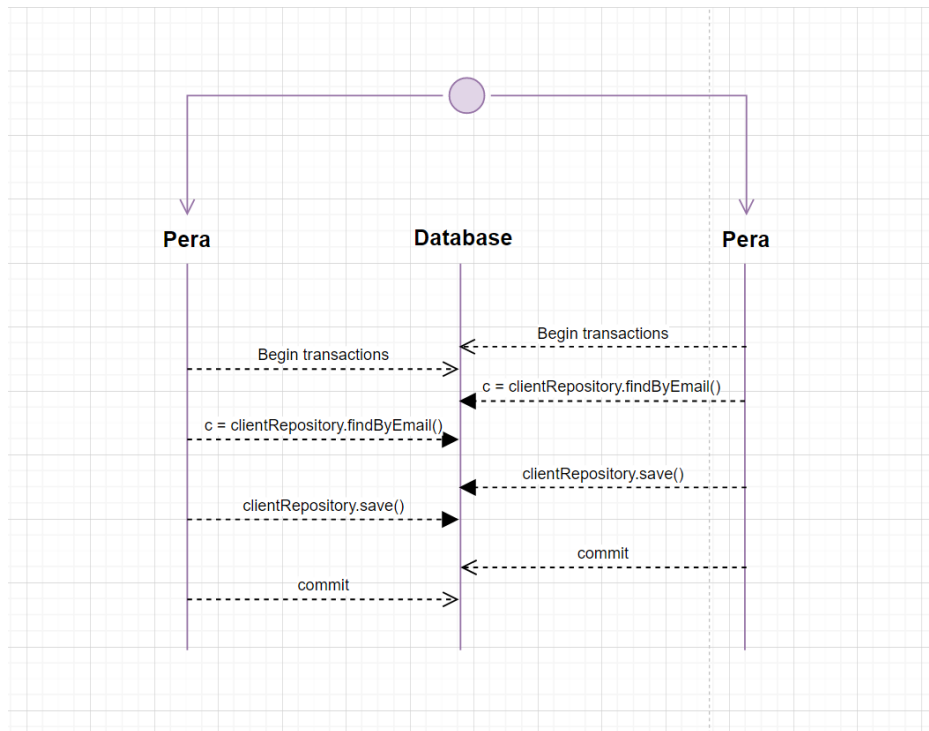 Pera
Database
Pera
Begin transactions
Begin transactions
c = clientRepository.findByEmail()
c = clientRepository.findByEmail()
clientRepository.save()
clientRepository.save()
commit
commit